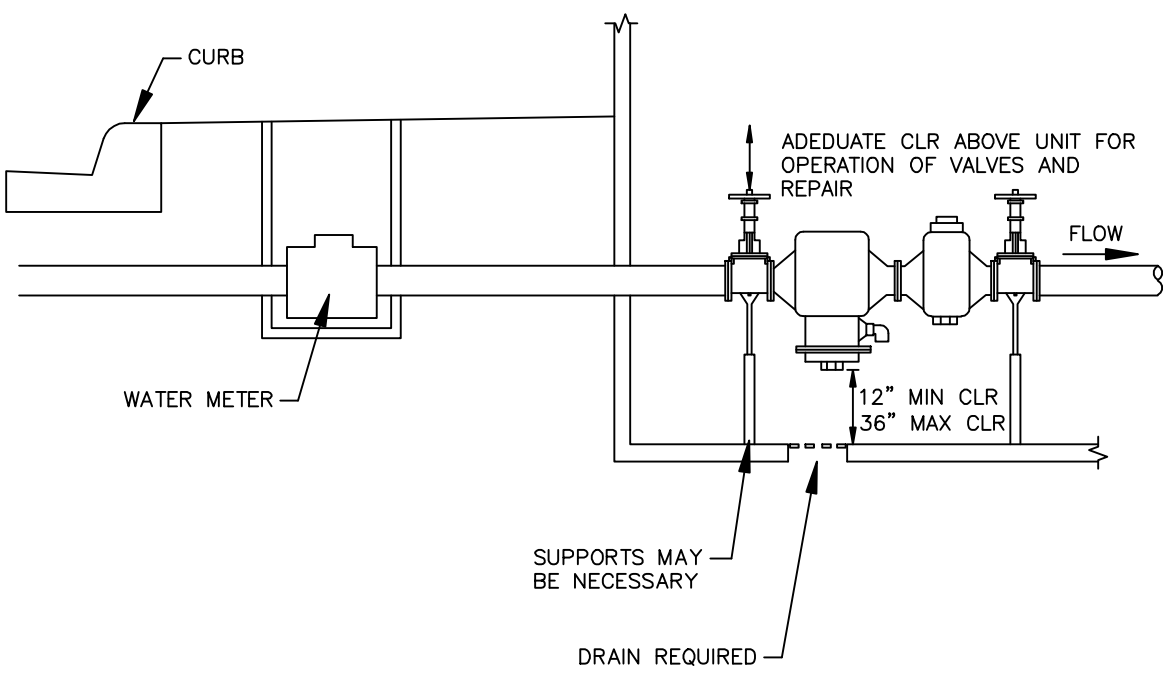 CURB
ADEDUATE CLR ABOVE UNIT FOR
OPERATION OF VALVES AND
REPAIR
FLOW
WATER METER
12" MIN CLR
36" MAX CLR
SUPPORTS MAY
BE NECESSARY
DRAIN REQUIRED